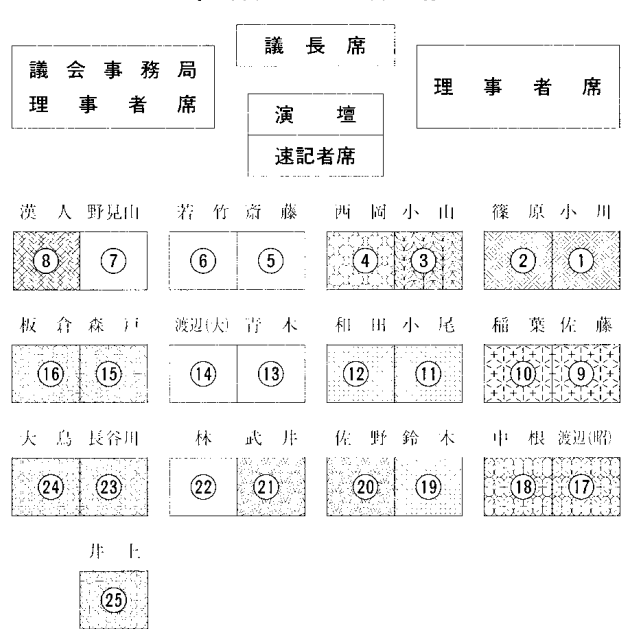 議長席
議会事務局
理事者席
理事者席
演壇
速記者席
漢人 野見山 若竹 斎藤 西岡 小山 篠原 小川
⑧ ⑦ ⑥ ⑤ ④ ③ ② ①
板倉 森戸 渡辺(大) 青木 和田 小尾 稲葉 佐藤
⑯ ⑮ ⑭ ⑬ ⑫ ⑪ ⑩ ⑨
大鳥 長谷川 林 武井 佐野 鈴木 中根 渡辺(昭)
㉔ ㉓ ㉒ ㉑ ⑳ ⑲ ⑱ ⑰
井上
㉕